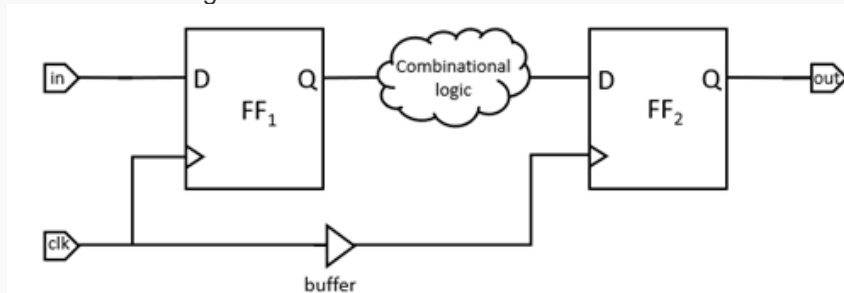 in
D
Q
FF₁
Combinational
logic
D
Q
FF₂
out
clk
buffer